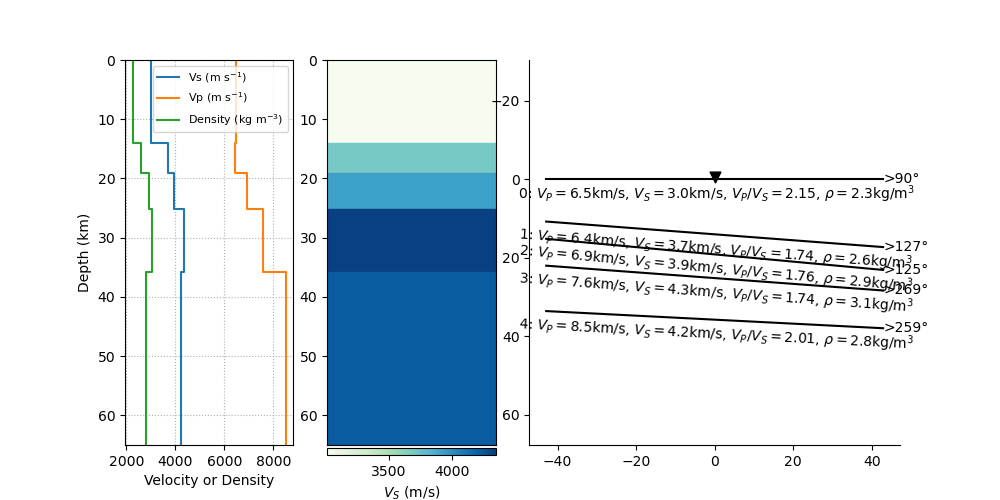 0
10
20
30
40
50
60
Depth (km)
Vs (m s⁻¹)
Vp (m s⁻¹)
Density (kg m⁻³)
2000 4000 6000 8000
Velocity or Density
0
10
20
30
40
50
60
3500 4000
V_S (m/s)
−20
0
20
40
60
>90°
0: V_P = 6.5km/s, V_S = 3.0km/s, V_P/V_S = 2.15, ρ = 2.3kg/m³
>127°
1: V_P = 6.4km/s, V_S = 3.7km/s, V_P/V_S = 1.74, ρ = 2.6kg/m³
>125°
2: V_P = 6.9km/s, V_S = 3.9km/s, V_P/V_S = 1.76, ρ = 2.9kg/m³
>269°
3: V_P = 7.6km/s, V_S = 4.3km/s, V_P/V_S = 1.74, ρ = 3.1kg/m³
>259°
4: V_P = 8.5km/s, V_S = 4.2km/s, V_P/V_S = 2.01, ρ = 2.8kg/m³
−40 −20 0 20 40